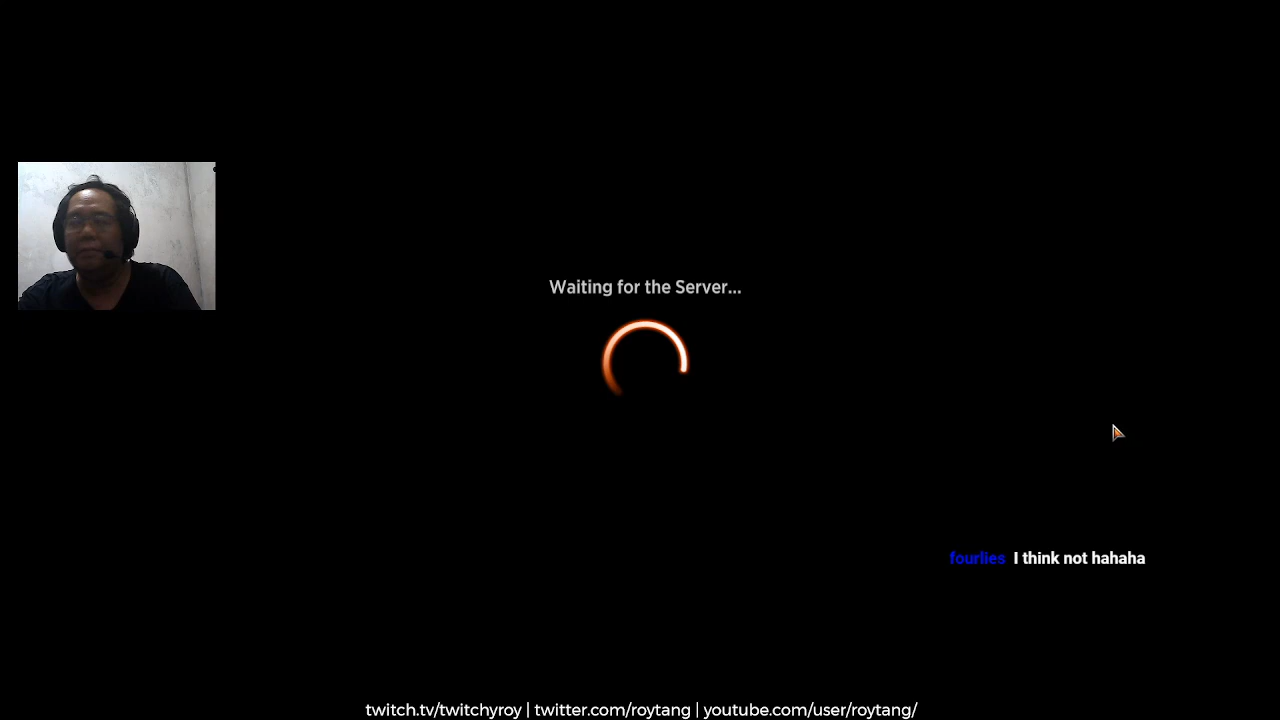 Waiting for the Server...
fourlies I think not hahaha
twitch.tv/twitchyroy | twitter.com/roytang | youtube.com/user/roytang/